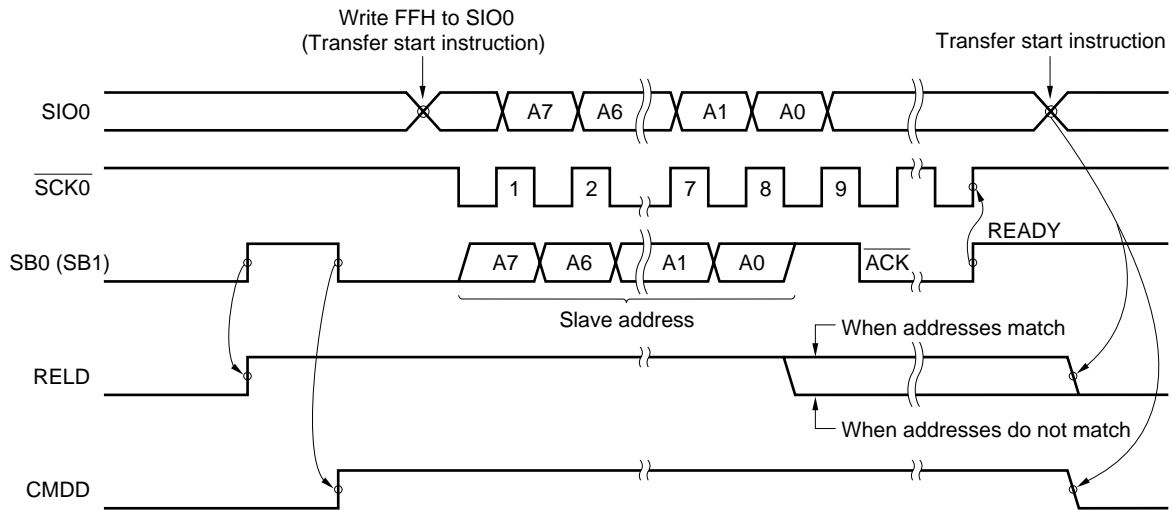 Write FFH to SIO0
(Transfer start instruction)
Transfer start instruction
SIO0
A7
A6
A1
A0
SCK0
1
2
7
8
9
READY
SB0 (SB1)
A7
A6
A1
A0
ACK
Slave address
When addresses match
RELD
When addresses do not match
CMDD